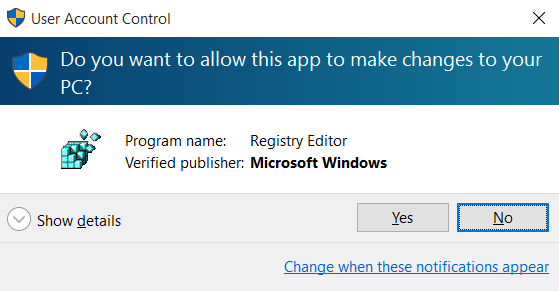 User Account Control
Do you want to allow this app to make changes to your
PC?
Program name: Registry Editor
Verified publisher: Microsoft Windows
Show details
Yes
No
Change when these notifications appear